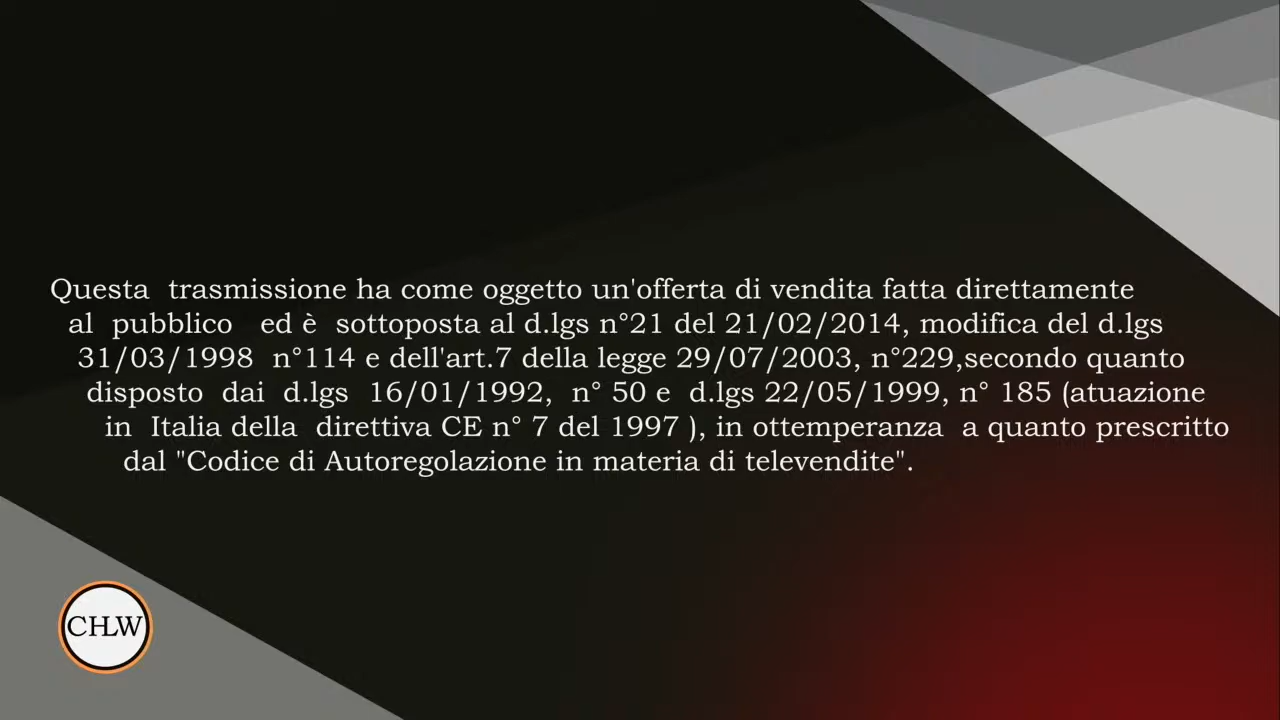 Questa trasmissione ha come oggetto un'offerta di vendita fatta direttamente
al pubblico ed è sottoposta al d.lgs n°21 del 21/02/2014, modifica del d.lgs
31/03/1998 n°114 e dell'art.7 della legge 29/07/2003, n°229,secondo quanto
disposto dai d.lgs 16/01/1992, n° 50 e d.lgs 22/05/1999, n° 185 (atuazione
in Italia della direttiva CE n° 7 del 1997 ), in ottemperanza a quanto prescritto
dal "Codice di Autoregolazione in materia di televendite".
CHLW